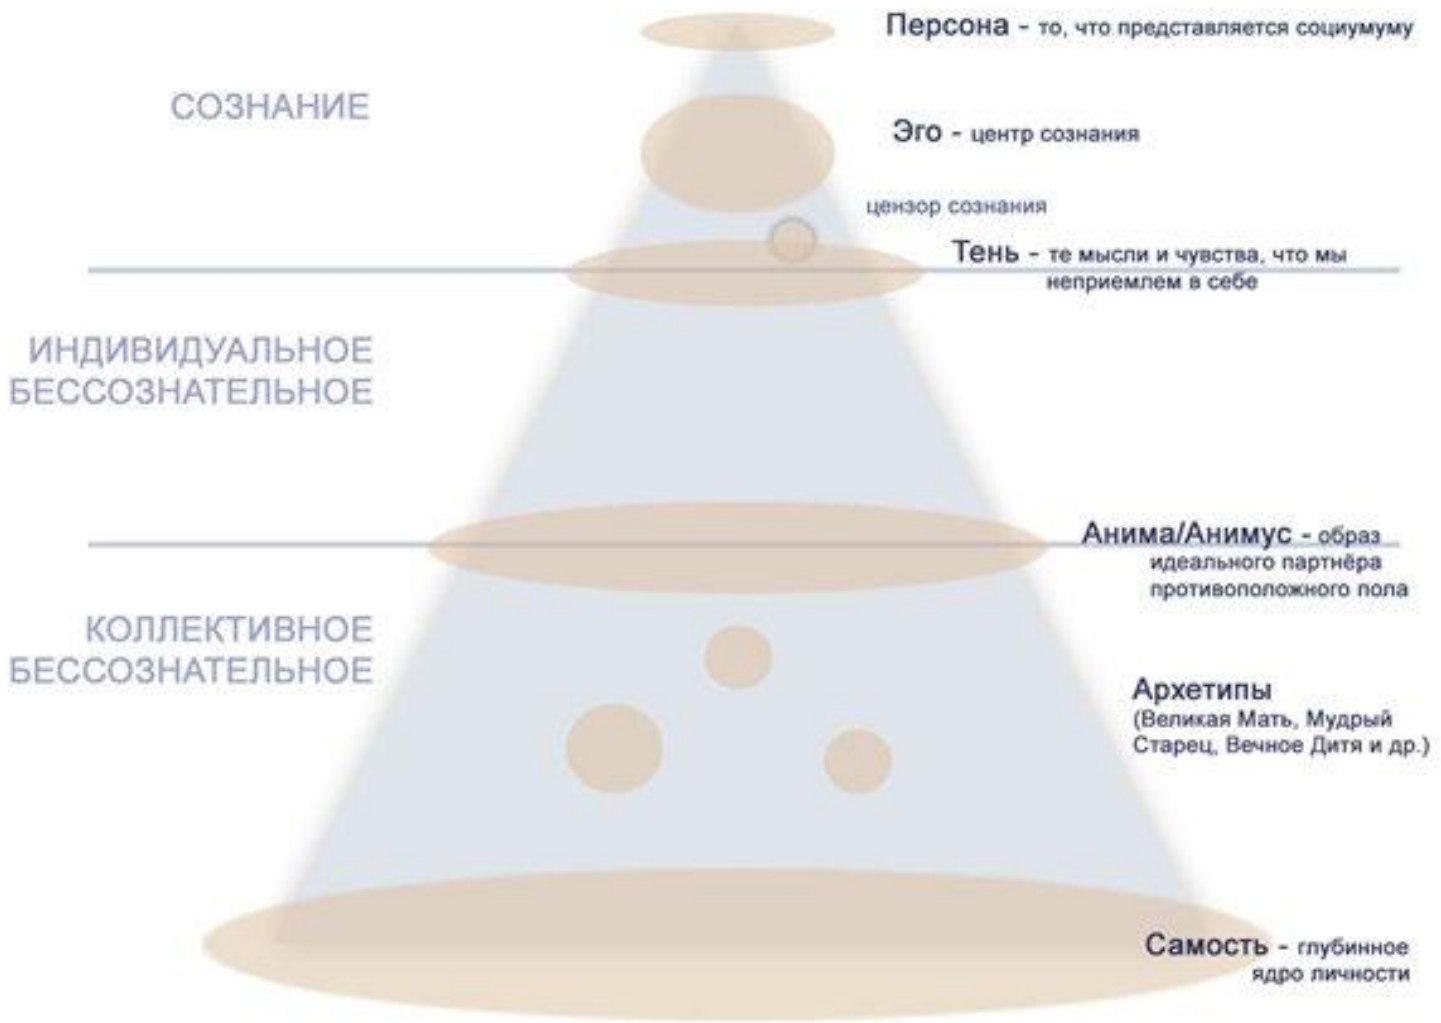 Персона - то, что представляется социумуму
СОЗНАНИЕ
Эго - центр сознания
цензор сознания
Тень - те мысли и чувства, что мы
неприемлем в себе
ИНДИВИДУАЛЬНОЕ
БЕССОЗНАТЕЛЬНОЕ
Анима/Анимус - образ
идеального партнёра
противоположного пола
КОЛЛЕКТИВНОЕ
БЕССОЗНАТЕЛЬНОЕ
Архетипы
(Великая Мать, Мудрый
Старец, Вечное Дитя и др.)
Самость - глубинное
ядро личности